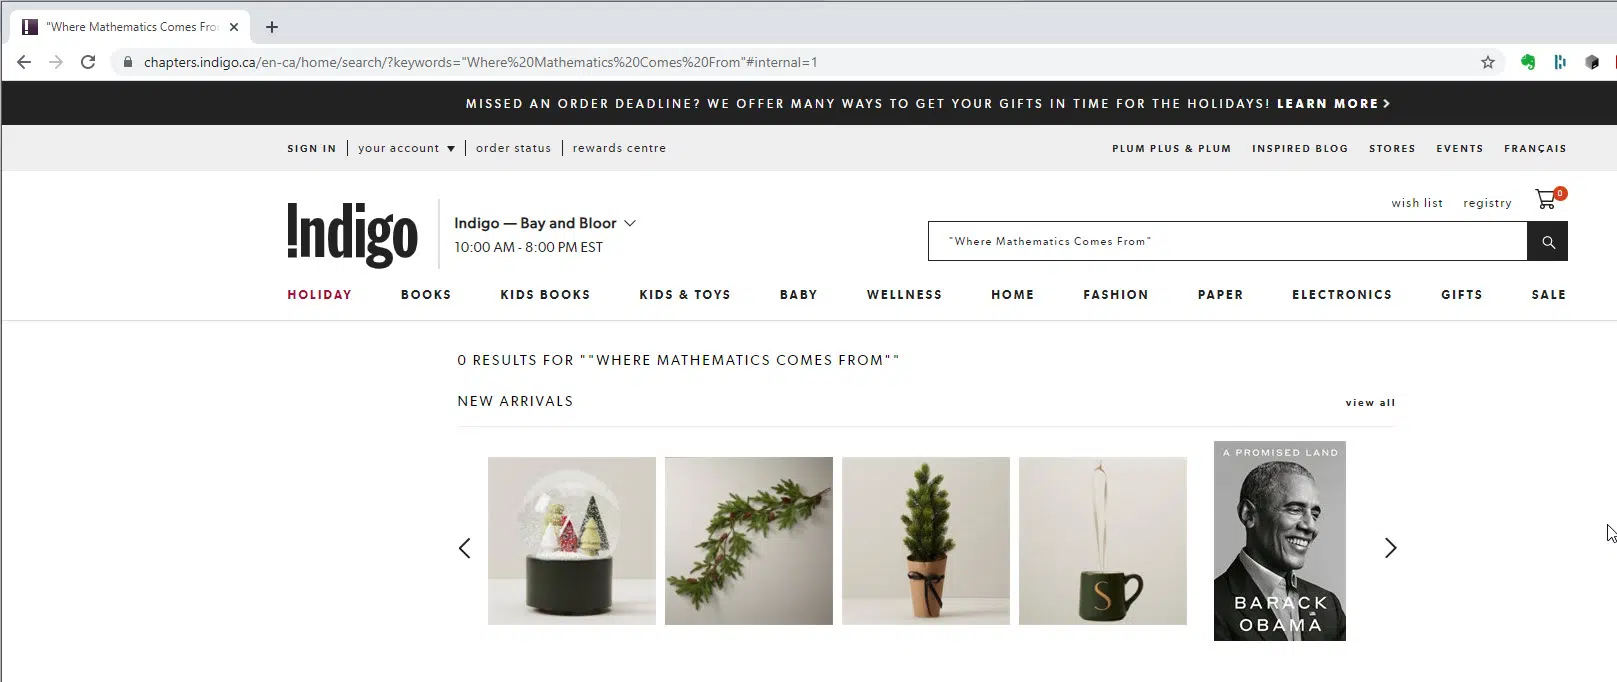 "Where Mathematics Comes Fro
chapters.indigo.ca/en-ca/home/search/?keywords="Where%20Mathematics%20Comes%20From"#internal=1
MISSED AN ORDER DEADLINE? WE OFFER MANY WAYS TO GET YOUR GIFTS IN TIME FOR THE HOLIDAYS! LEARN MORE
SIGN IN your account order status rewards centre PLUM PLUS & PLUM INSPIRED BLOG STORES EVENTS FRANÇAIS
wish list registry 0
Indigo
Indigo — Bay and Bloor
10:00 AM - 8:00 PM EST
"Where Mathematics Comes From"
HOLIDAY BOOKS KIDS BOOKS KIDS & TOYS BABY WELLNESS HOME FASHION PAPER ELECTRONICS GIFTS SALE
0 RESULTS FOR ""WHERE MATHEMATICS COMES FROM""
NEW ARRIVALS view all
S
A PROMISED LAND
BARACK
OBAMA